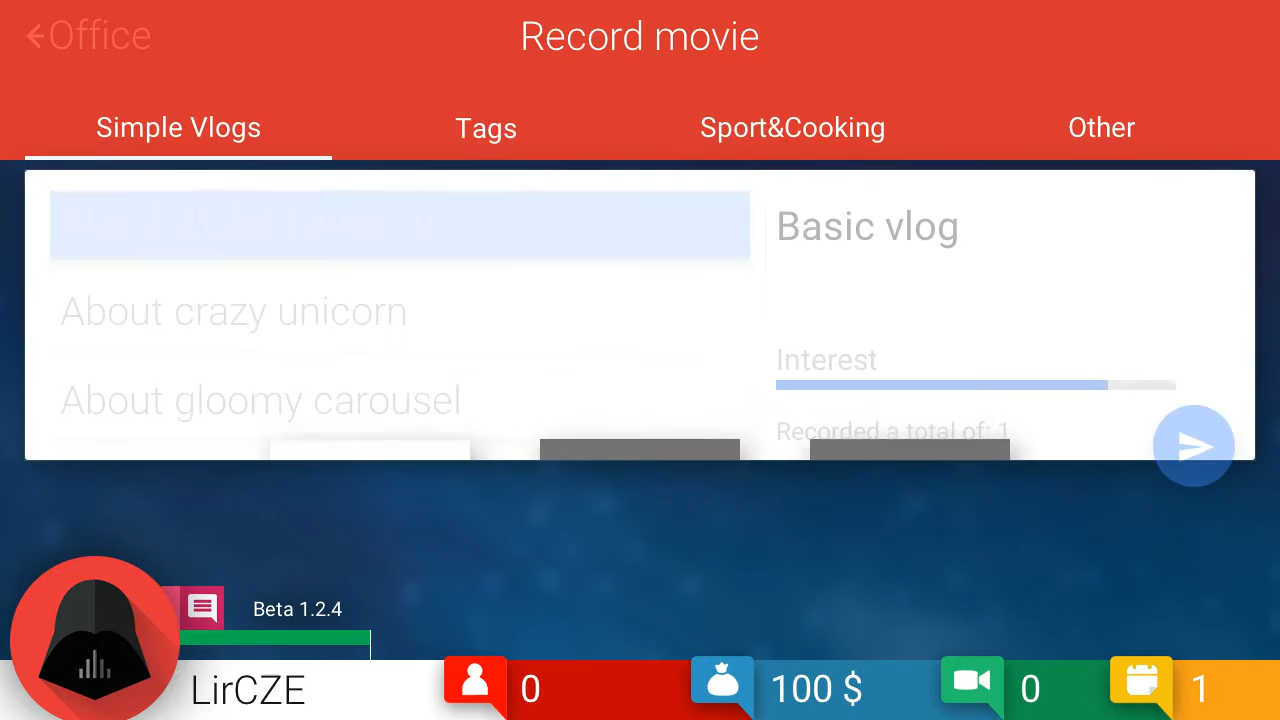 Office
Record movie
Simple Vlogs
Tags
Sport&Cooking
Other
Basic vlog
About crazy unicorn
Interest
About gloomy carousel
Recorded a total of: 1
Beta 1.2.4
LirCZE
0
100 $
0
1